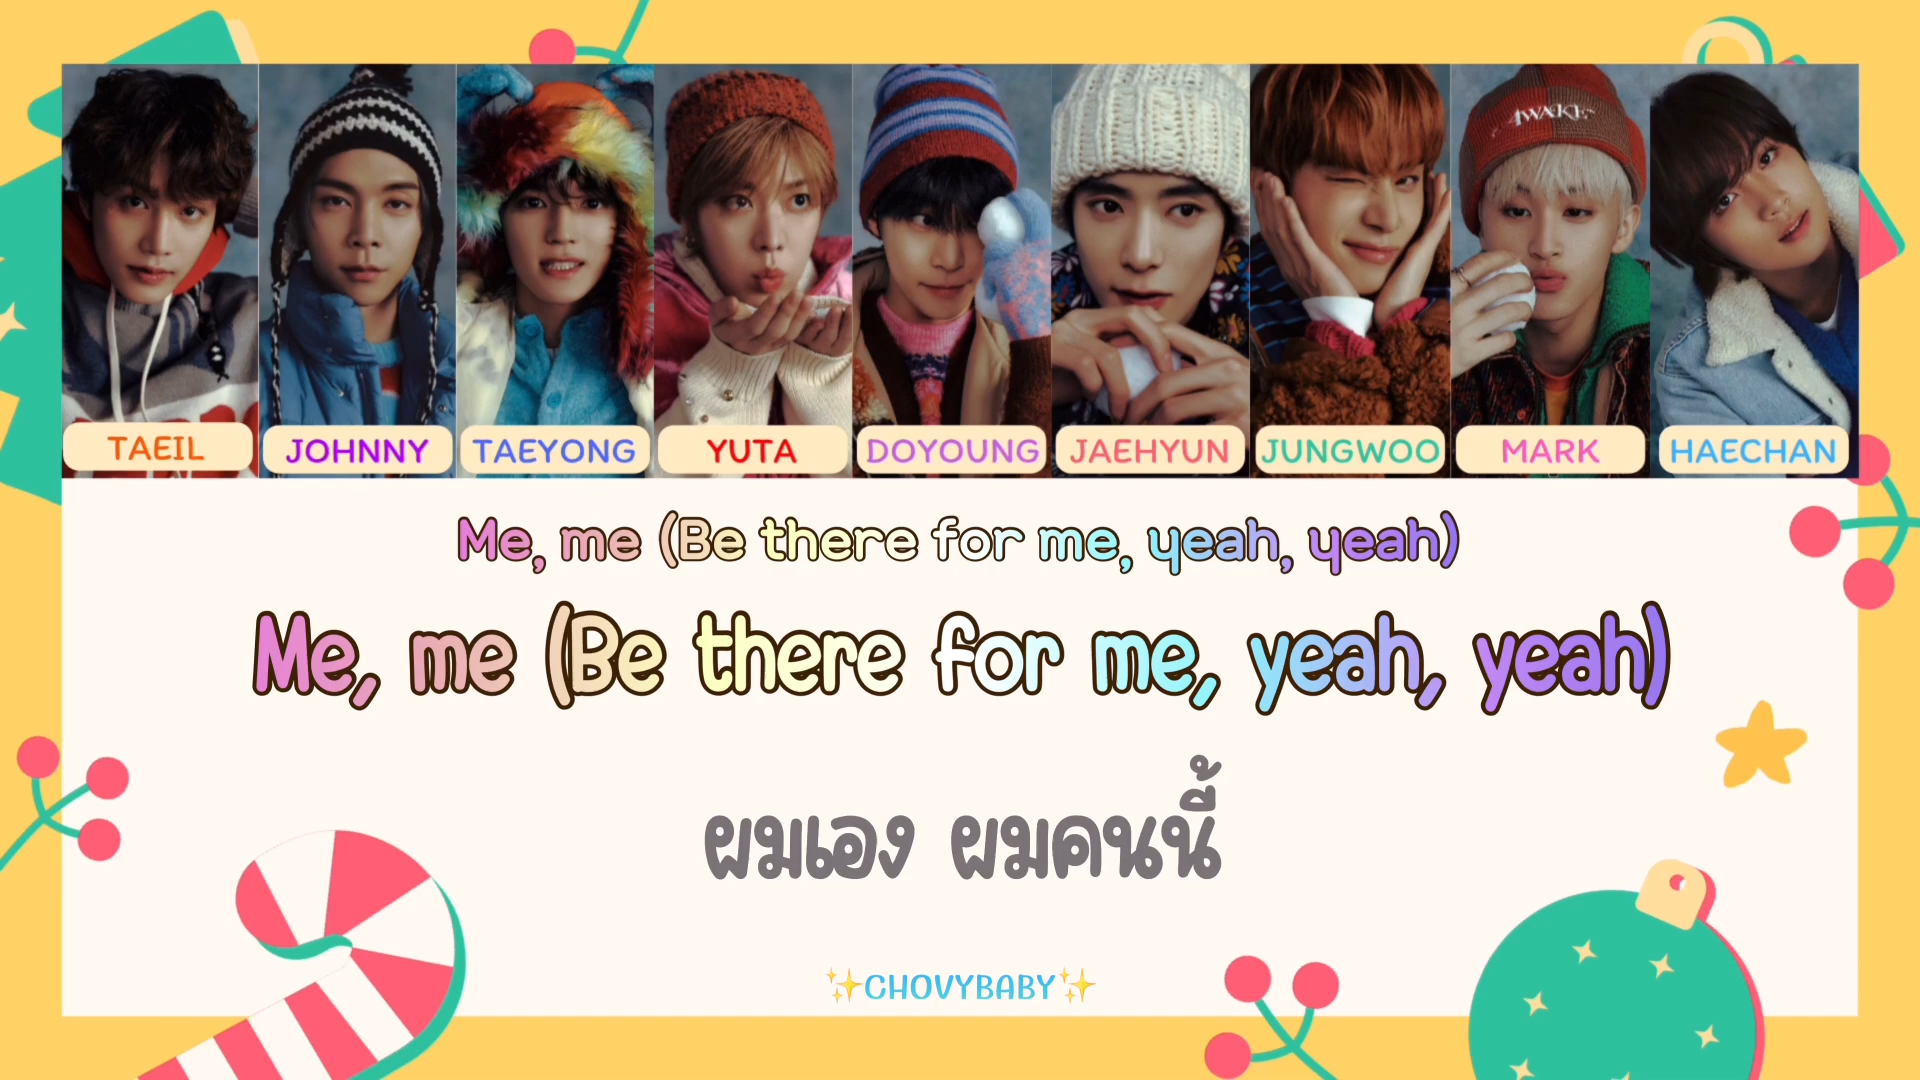 AWAKE
TAEIL JOHNNY TAEYONG YUTA DOYOUNG JAEHYUN JUNGWOO MARK HAECHAN
Me, me (Be there for me, yeah, yeah)
Me, me (Be there for me, yeah, yeah)
ผมเอง ผมคนนี้
✨CHOVYBABY✨